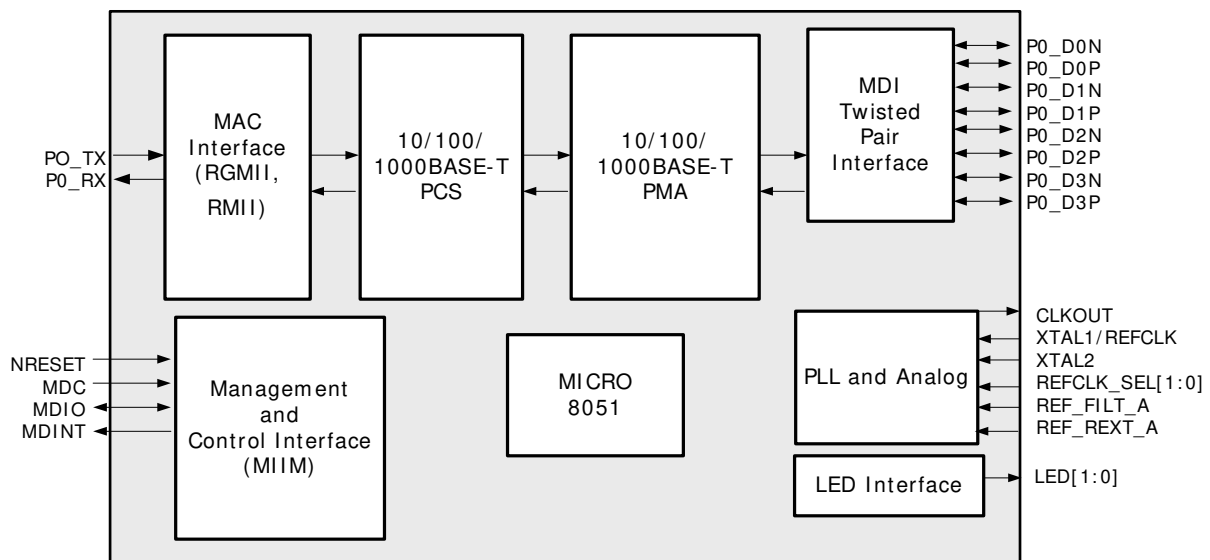 MAC
Interface
(RGMII,
RMII)
10/100/
1000BASE-T
PCS
10/100/
1000BASE-T
PMA
MDI
Twisted
Pair
Interface
PO_TX
P0_RX
P0_D0N
P0_D0P
P0_D1N
P0_D1P
P0_D2N
P0_D2P
P0_D3N
P0_D3P
NRESET
MDC
MDIO
MDINT
Management
and
Control Interface
(MIIM)
MICRO
8051
PLL and Analog
CLKOUT
XTAL1/REFCLK
XTAL2
REFCLK_SEL[1:0]
REF_FILT_A
REF_REXT_A
LED Interface
LED[1:0]